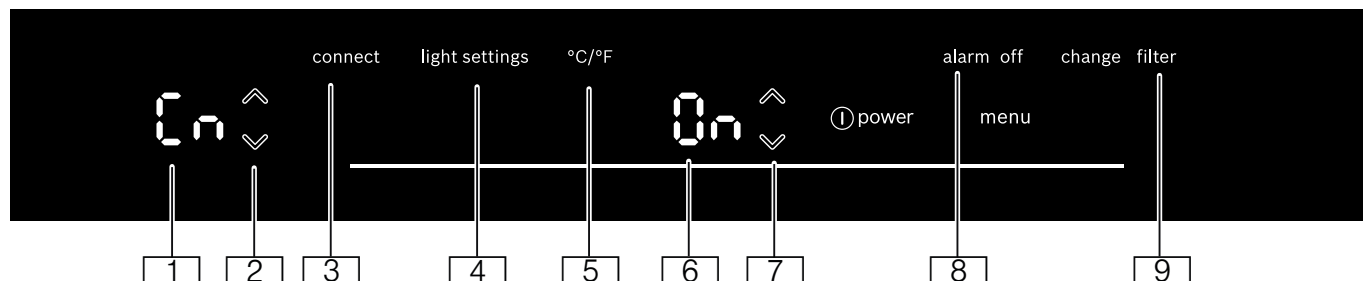 connect light settings °C/°F alarm off change filter
Cn On power menu
1 2 3 4 5 6 7 8 9